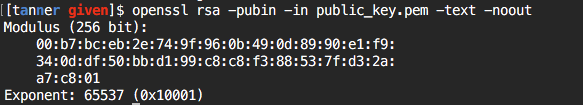 [[tanner given]$ openssl rsa -pubin -in public_key.pem -text -noout
Modulus (256 bit):
00:b7:bc:eb:2e:74:9f:96:0b:49:0d:89:90:e1:f9:
34:0d:df:50:bb:d1:99:c8:c8:f3:88:53:7f:d3:2a:
a7:c8:01
Exponent: 65537 (0x10001)